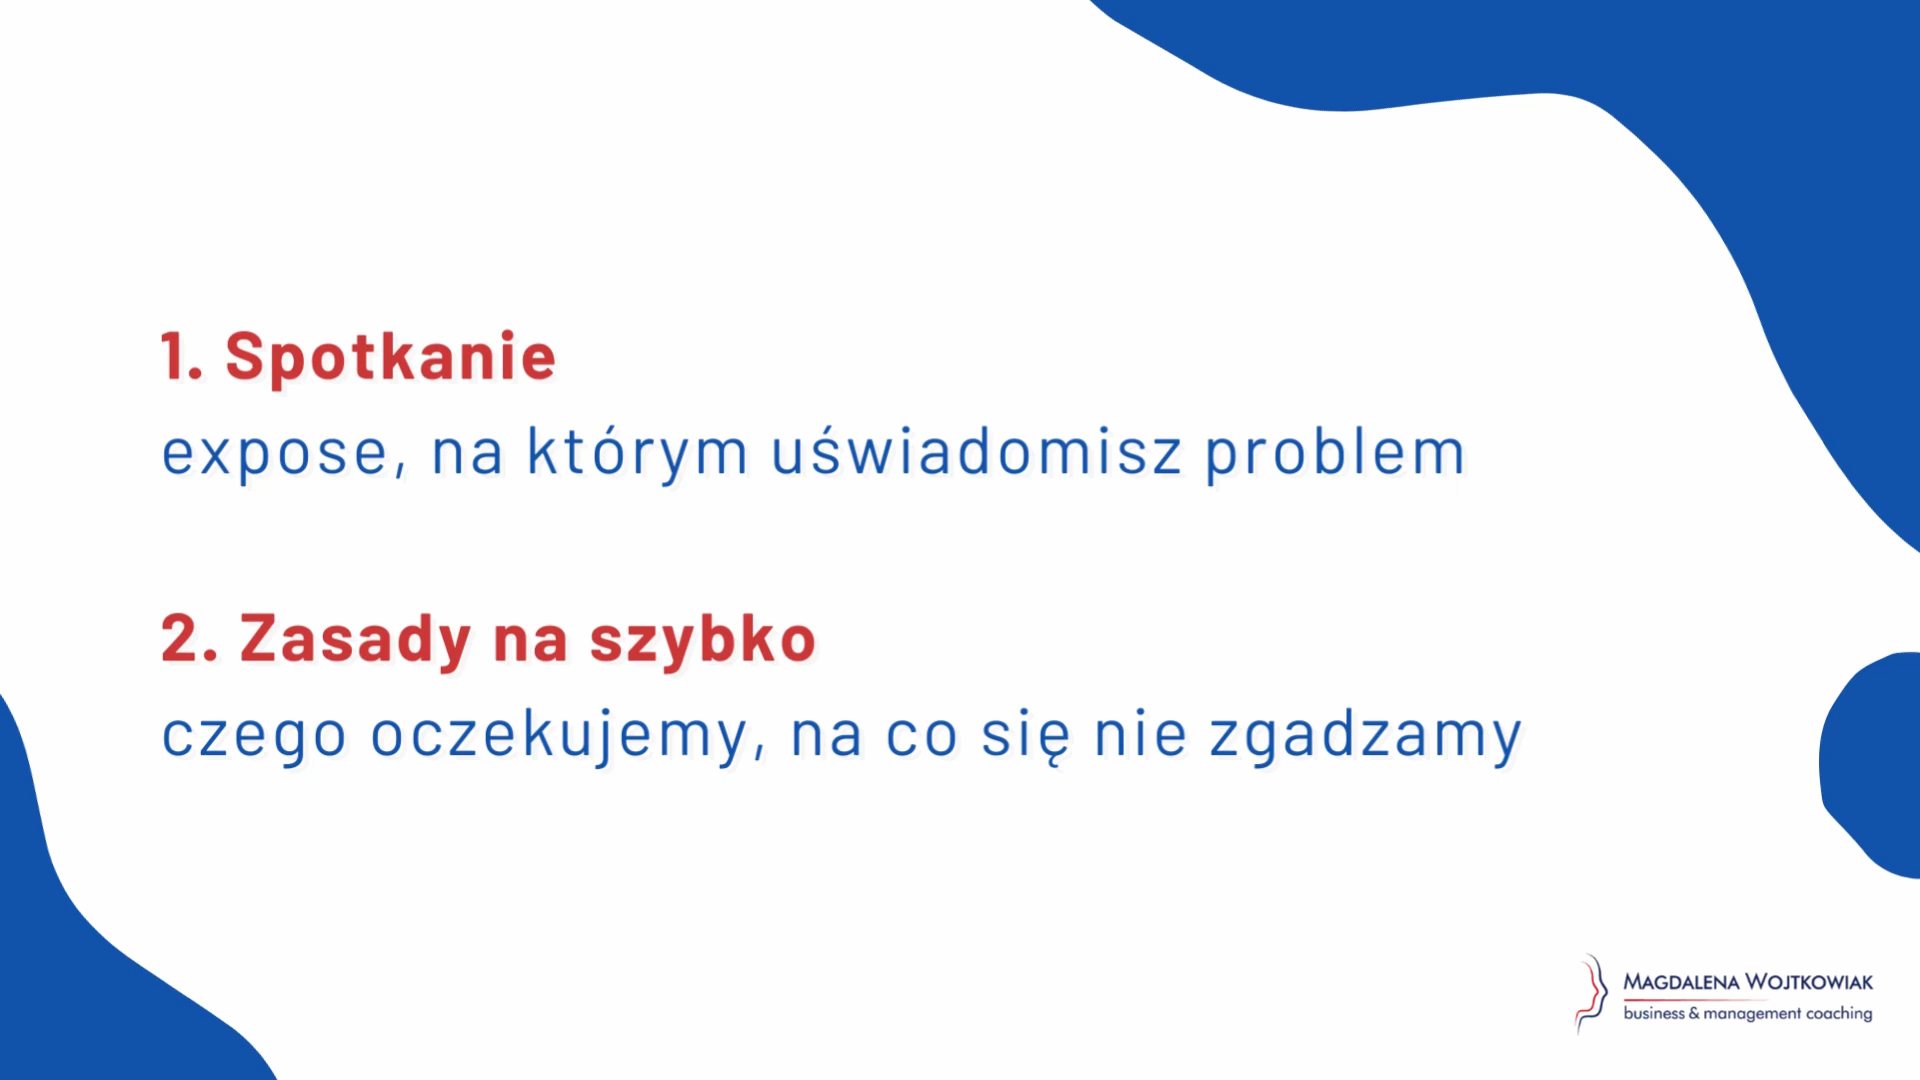 1. Spotkanie
expose, na którym uświadomisz problem
2. Zasady na szybko
czego oczekujemy, na co się nie zgadzamy
MAGDALENA WOJTKOWIAK
business & management coaching